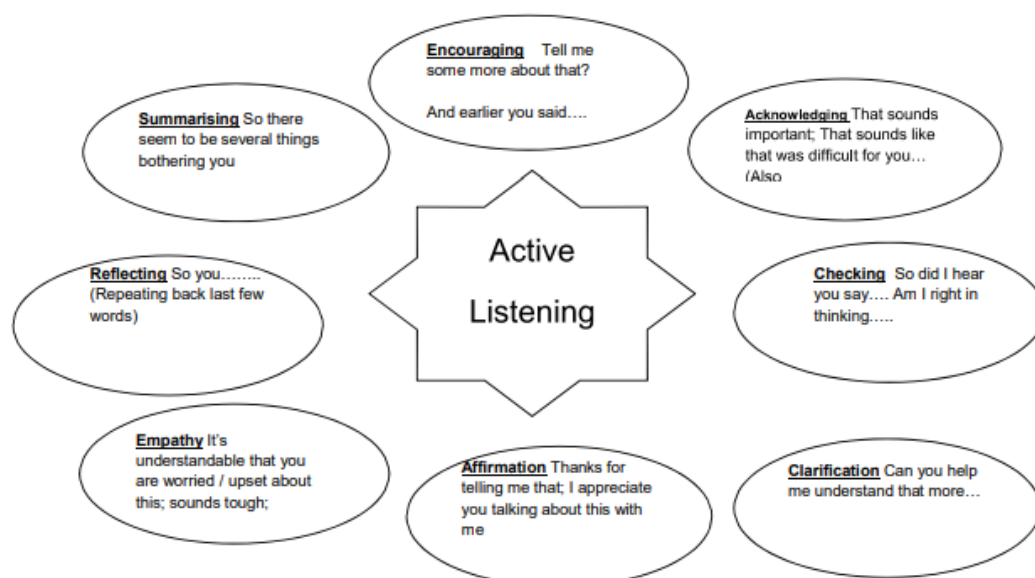 Encouraging Tell me
some more about that?
And earlier you said….
Summarising So there
seem to be several things
bothering you
Acknowledging That sounds
important; That sounds like
that was difficult for you…
(Also
Active
Listening
Reflecting So you……..
(Repeating back last few
words)
Checking So did I hear
you say…. Am I right in
thinking…..
Empathy It’s
understandable that you
are worried / upset about
this; sounds tough;
Affirmation Thanks for
telling me that; I appreciate
you talking about this with
me
Clarification Can you help
me understand that more…